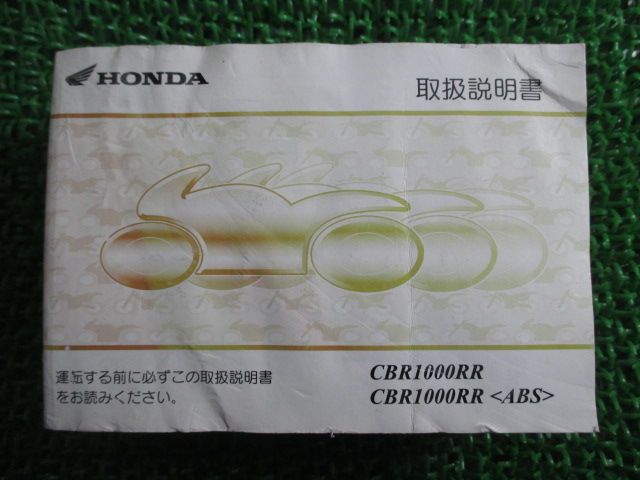 HONDA
取扱説明書
運転する前に必ずこの取扱説明書
をお読みください。
CBR1000RR
CBR1000RR <ABS>